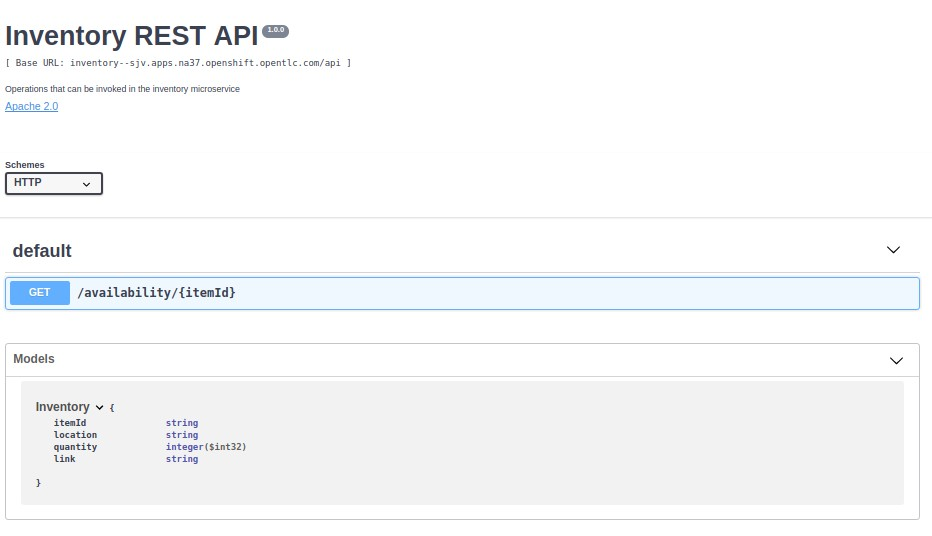 Inventory REST API 1.0.0
[ Base URL: inventory--sjv.apps.na37.openshift.opentlc.com/api ]
Operations that can be invoked in the inventory microservice
Apache 2.0
Schemes
HTTP
default
GET /availability/{itemId}
Models
Inventory {
itemId string
location string
quantity integer($int32)
link string
}